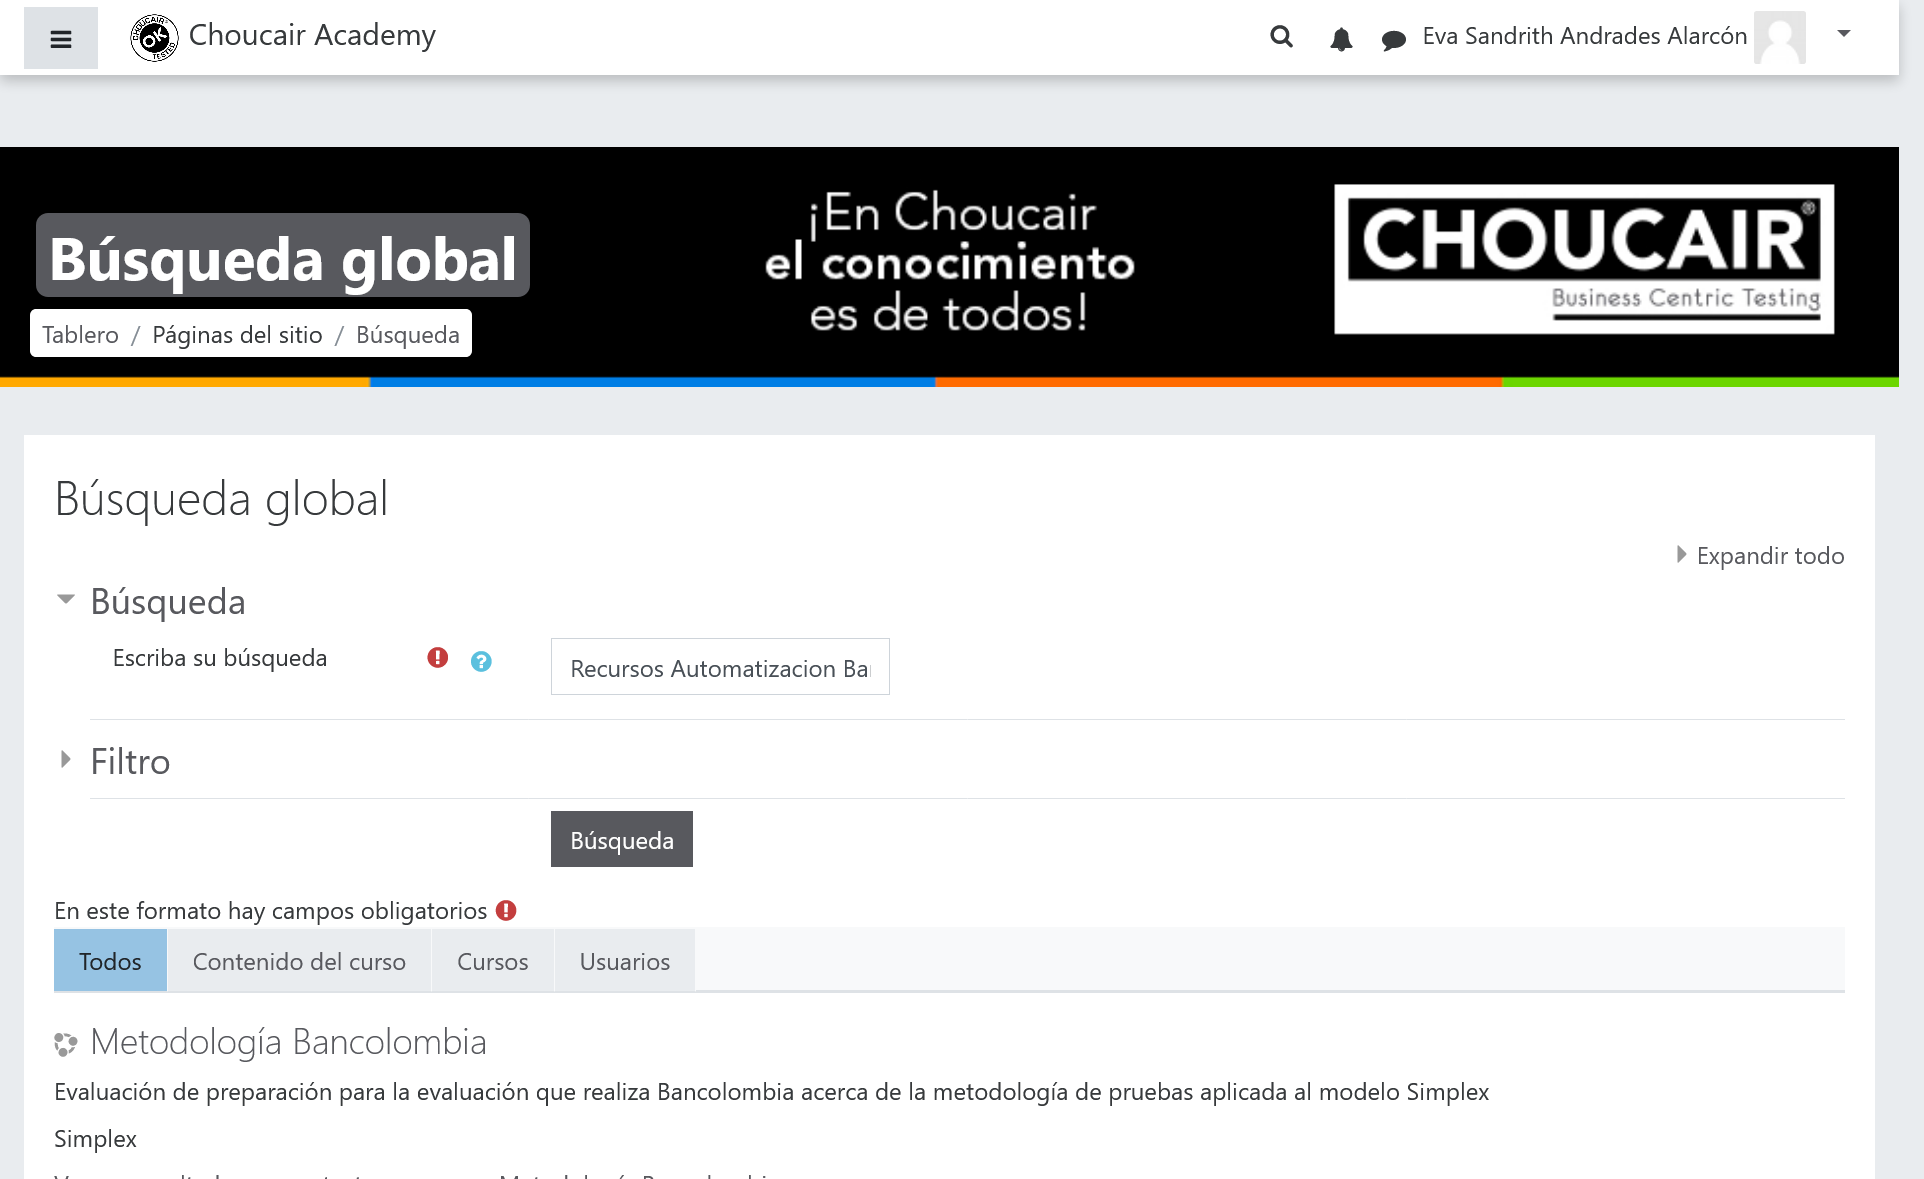 Choucair Academy
Eva Sandrith Andrades Alarcón
CHOUCAIR
OK
TESTED
Búsqueda global
¡En Choucair
el conocimiento
es de todos!
CHOUCAIR®
Business Centric Testing
Tablero / Páginas del sitio / Búsqueda
Búsqueda global
Expandir todo
Búsqueda
Escriba su búsqueda
Recursos Automatizacion Ba
Filtro
Búsqueda
En este formato hay campos obligatorios
Todos
Contenido del curso
Cursos
Usuarios
Metodología Bancolombia
Evaluación de preparación para la evaluación que realiza Bancolombia acerca de la metodología de pruebas aplicada al modelo Simplex
Simplex